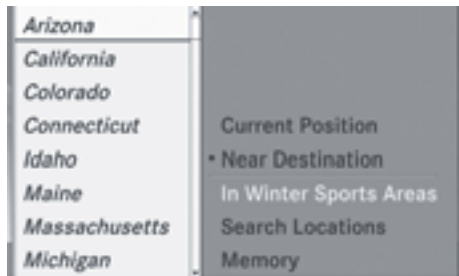 Arizona
California
Colorado
Connecticut
Idaho
Maine
Massachusetts
Michigan
Current Position
• Near Destination
In Winter Sports Areas
Search Locations
Memory